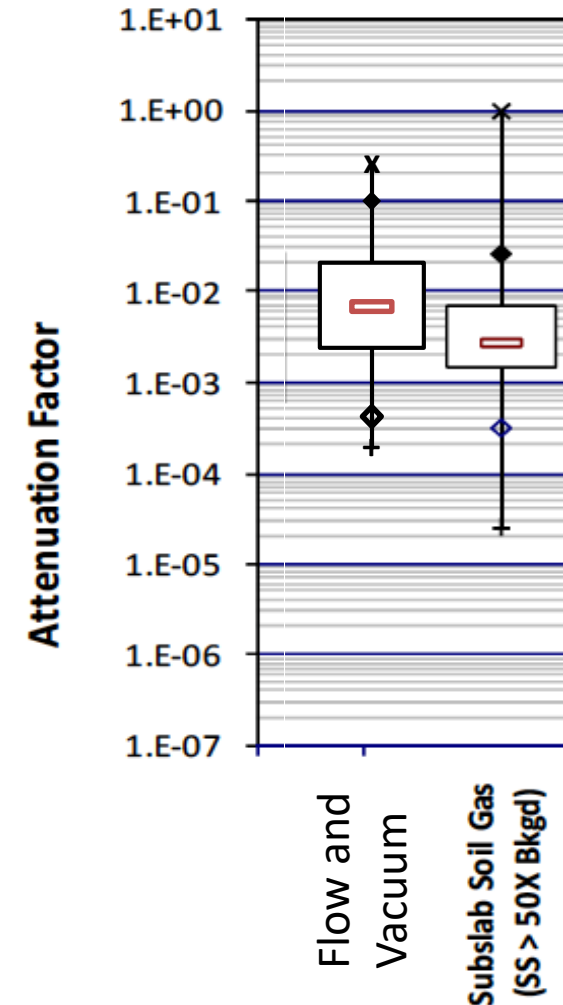 1.E+01
1.E+00
1.E-01
1.E-02
1.E-03
1.E-04
1.E-05
1.E-06
1.E-07
Attenuation Factor
Flow and
Vacuum
Subslab Soil Gas
(SS > 50X Bkgd)